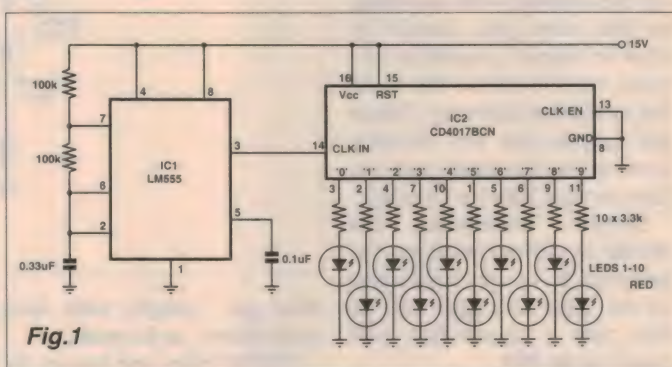 15V
100k
4 8
16 15
Vcc RST
7
IC2
CD4017BCN
CLK EN 13
100k
IC1
LM555
3
14 CLK IN
GND 8
6
'0' '1' '2' '3' '4' '5' '6' '7' '8' '9'
3 2 4 7 10 1 5 6 9 11
2
5
10 x 3.3k
0.33uF
1
0.1uF
LEDS 1-10
RED
Fig.1